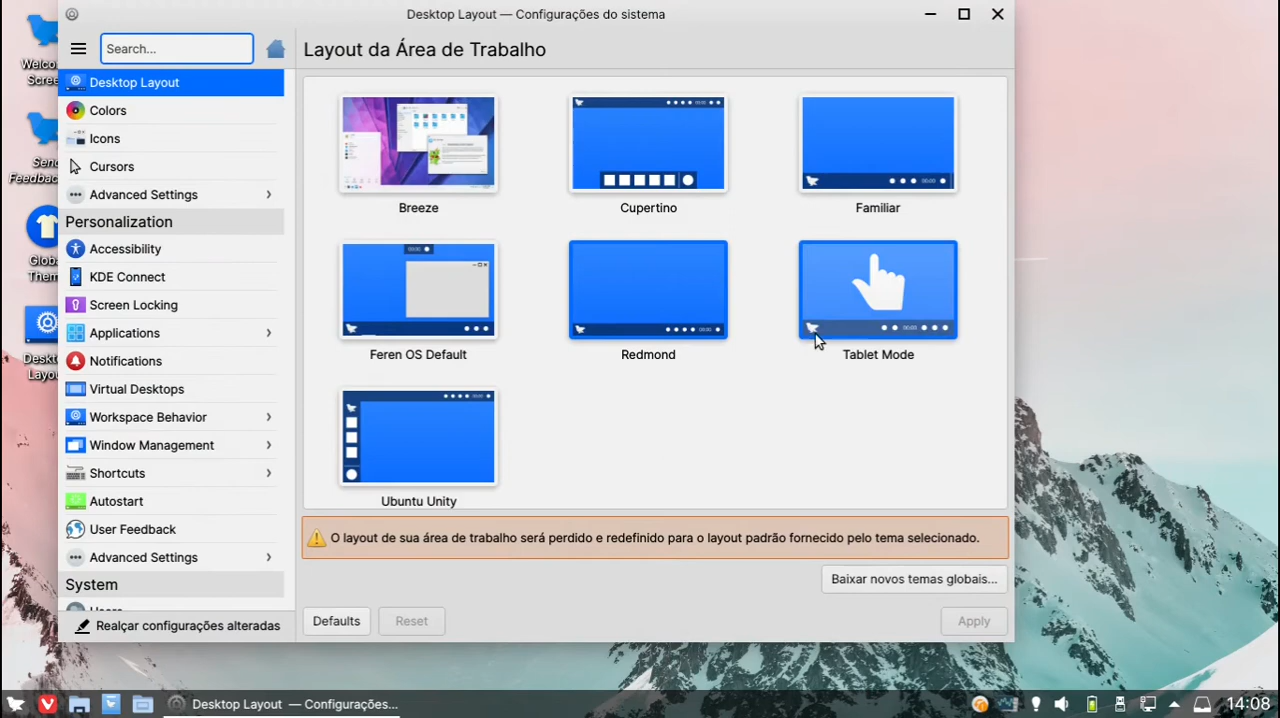 Desktop Layout — Configurações do sistema
Search...
Layout da Área de Trabalho
Desktop Layout
Colors
Icons
Cursors
Advanced Settings
Personalization
Accessibility
KDE Connect
Screen Locking
Applications
Notifications
Virtual Desktops
Workspace Behavior
Window Management
Shortcuts
Autostart
User Feedback
Advanced Settings
System
Users
Realçar configurações alteradas
Breeze
Cupertino
Familiar
Feren OS Default
Redmond
Tablet Mode
Ubuntu Unity
O layout de sua área de trabalho será perdido e redefinido para o layout padrão fornecido pelo tema selecionado.
Baixar novos temas globais...
Defaults
Reset
Apply
Desktop Layout — Configurações...
14:08